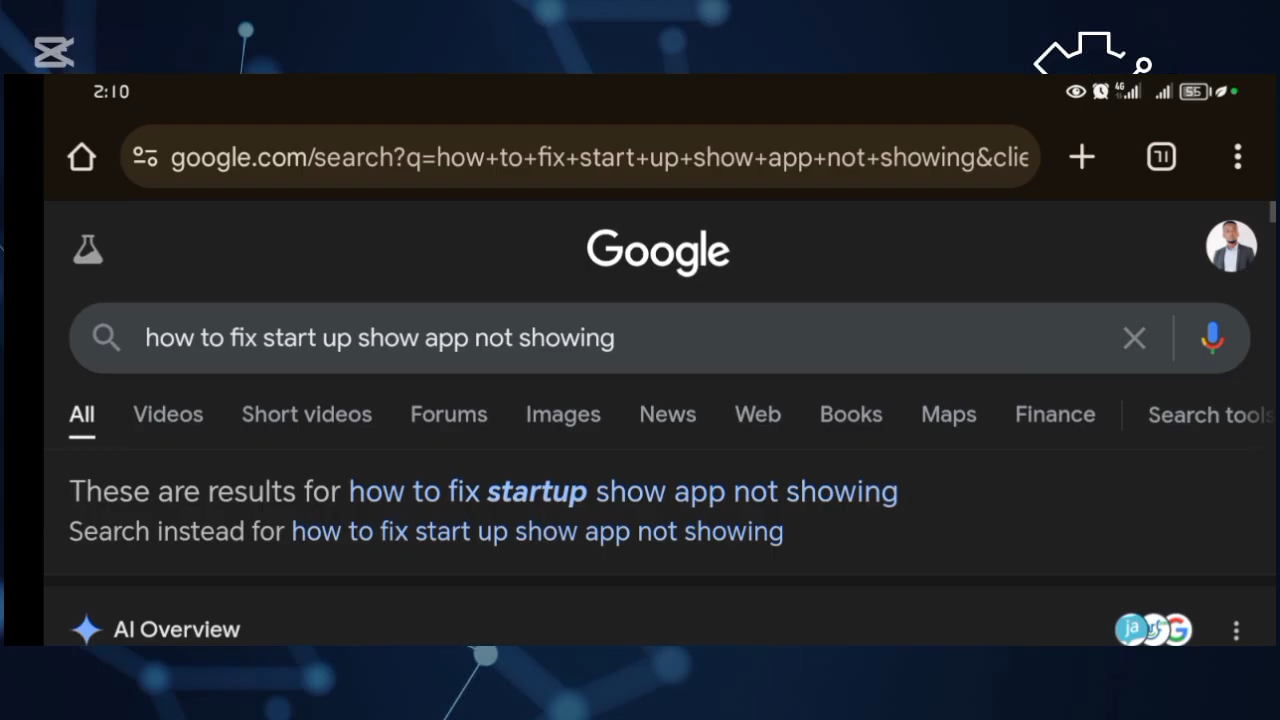 2:10
4G
55
google.com/search?q=how+to+fix+start+up+show+app+not+showing&clie
Google
how to fix start up show app not showing
All Videos Short videos Forums Images News Web Books Maps Finance Search tools
These are results for how to fix startup show app not showing
Search instead for how to fix start up show app not showing
AI Overview
ja
G